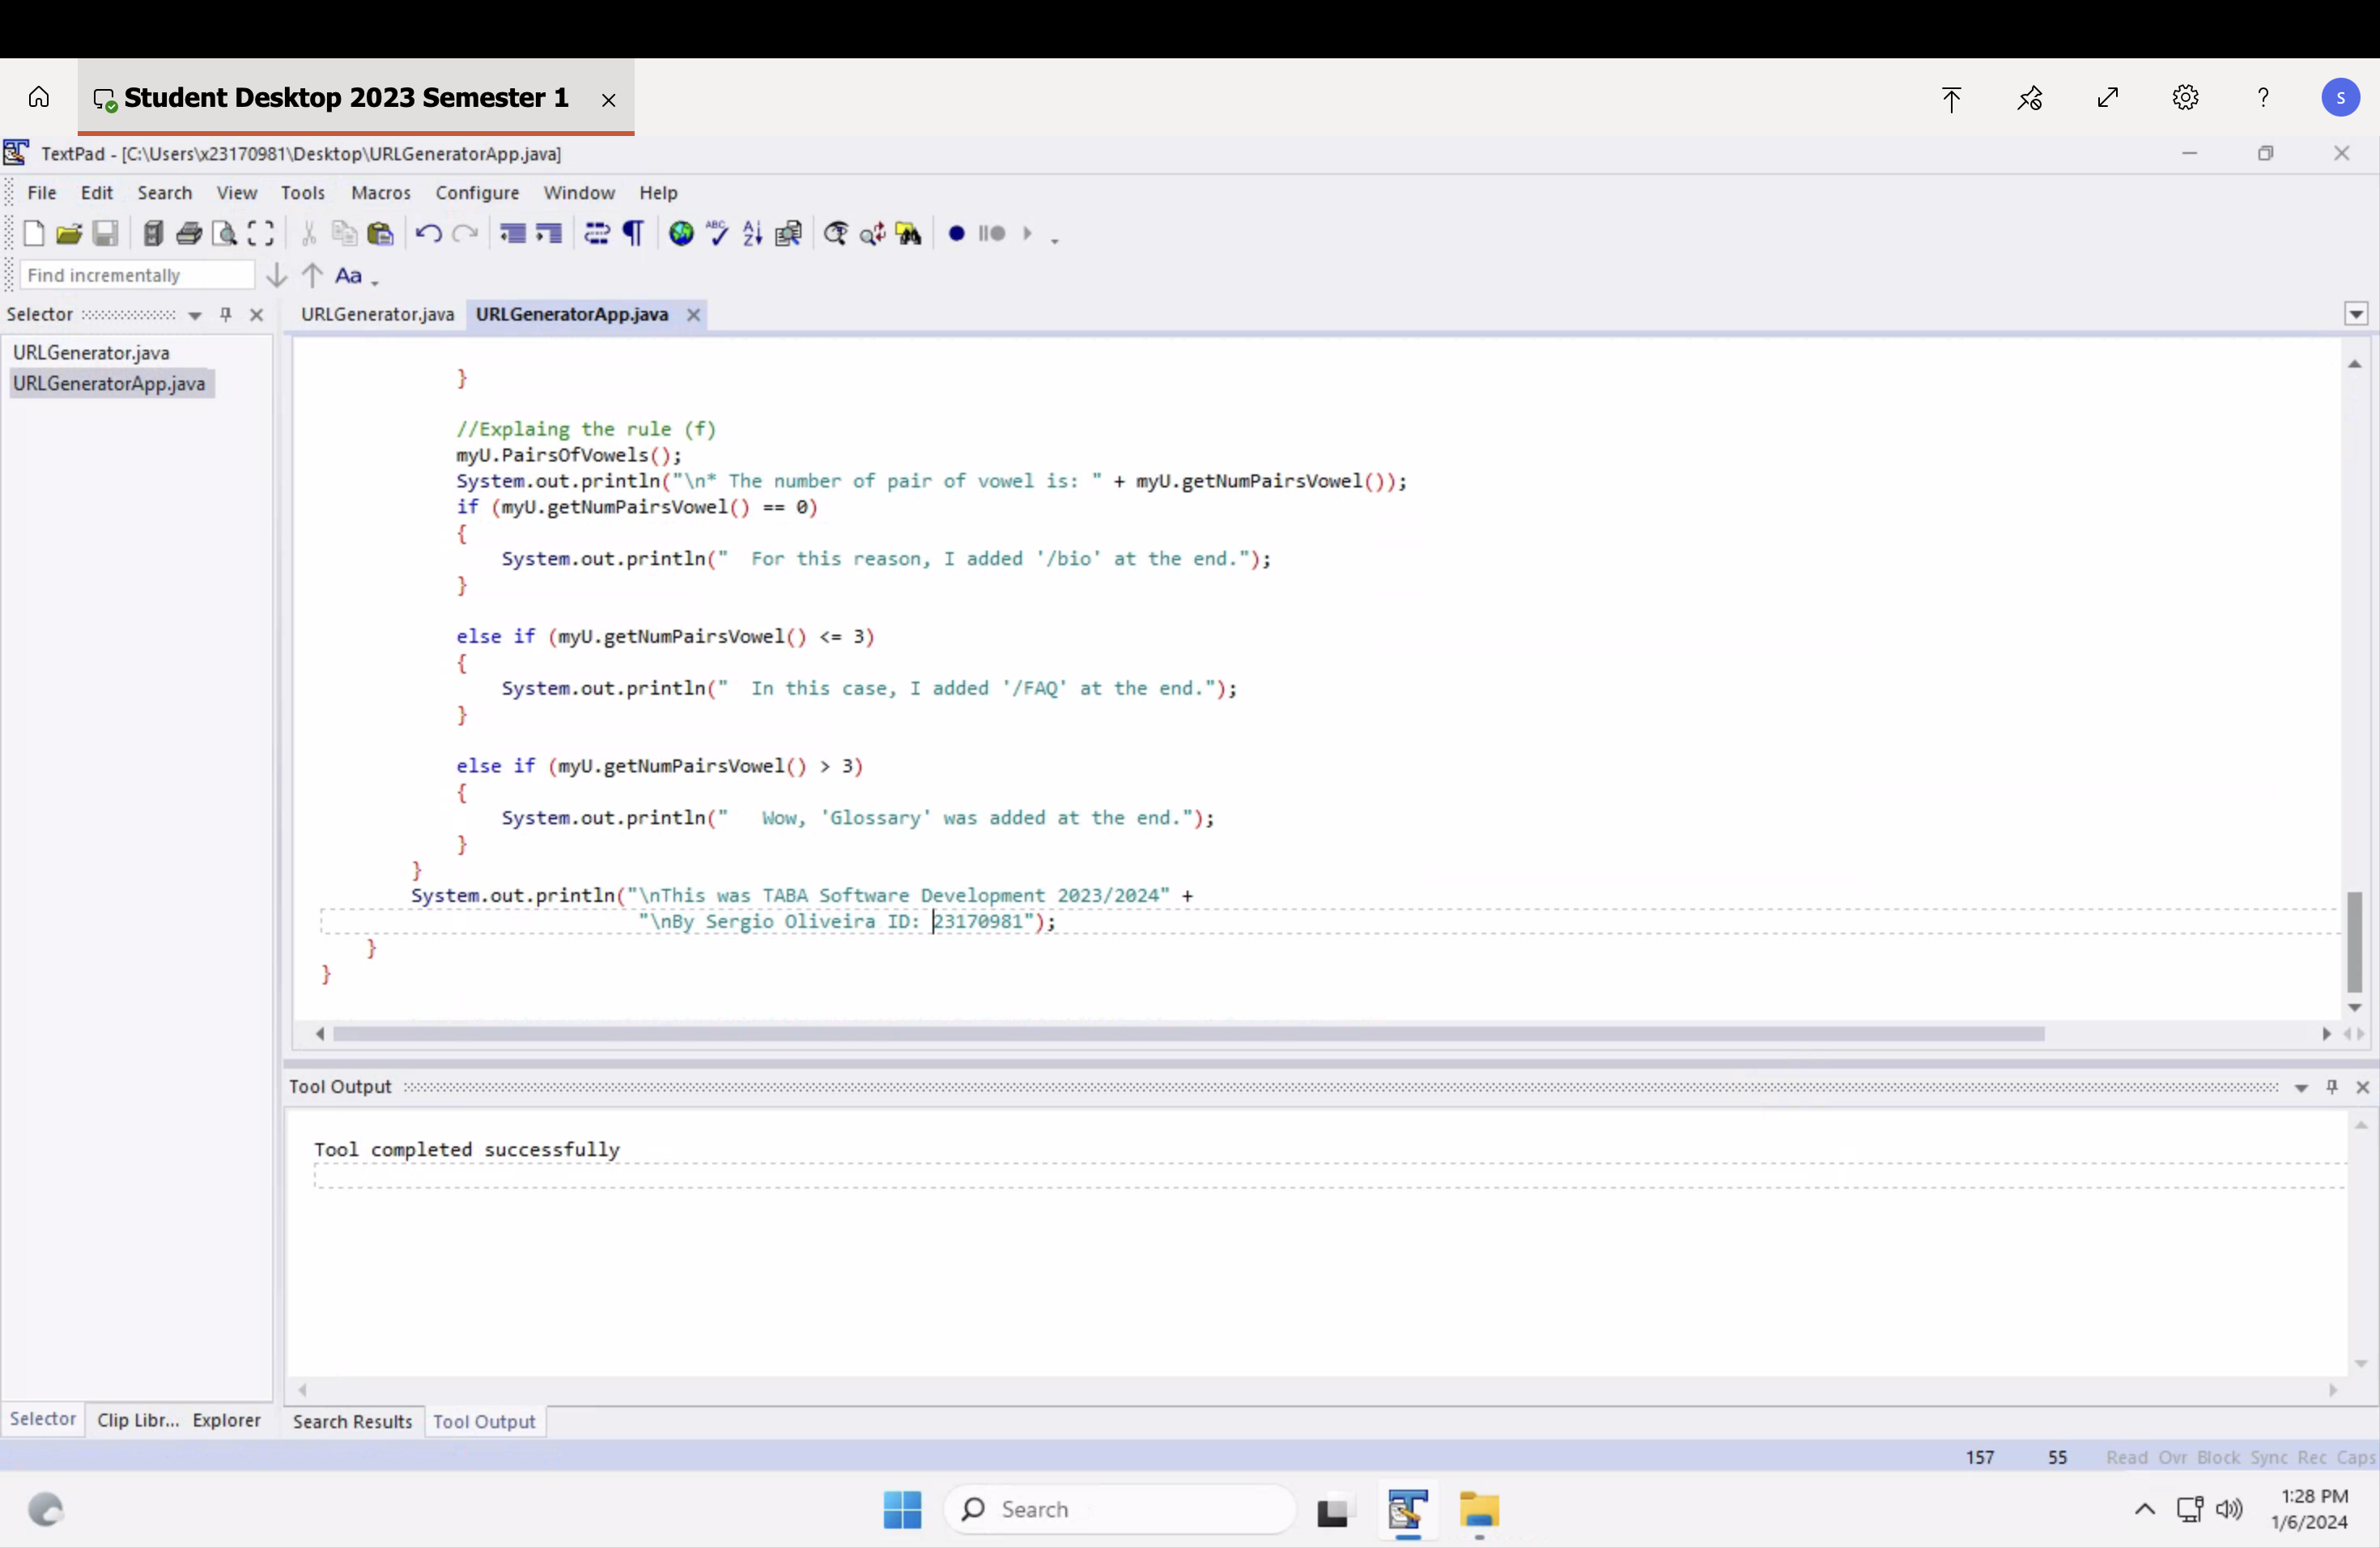 Student Desktop 2023 Semester 1
S
TextPad - [C:\Users\x23170981\Desktop\URLGeneratorApp.java]
File Edit Search View Tools Macros Configure Window Help
Find incrementally
Aa
Selector
URLGenerator.java URLGeneratorApp.java
URLGenerator.java
URLGeneratorApp.java
}
//Explaing the rule (f)
myU.PairsOfVowels();
System.out.println("\n* The number of pair of vowel is: " + myU.getNumPairsVowel());
if (myU.getNumPairsVowel() == 0)
{
System.out.println("  For this reason, I added '/bio' at the end.");
}
else if (myU.getNumPairsVowel() <= 3)
{
System.out.println("  In this case, I added '/FAQ' at the end.");
}
else if (myU.getNumPairsVowel() > 3)
{
System.out.println("   Wow, 'Glossary' was added at the end.");
}
}
System.out.println("\nThis was TABA Software Development 2023/2024" +
"\nBy Sergio Oliveira ID: 23170981");
}
}
Tool Output
Tool completed successfully
Selector Clip Libr... Explorer
Search Results Tool Output
157 55 Read Ovr Block Sync Rec Caps
Search
1:28 PM
1/6/2024